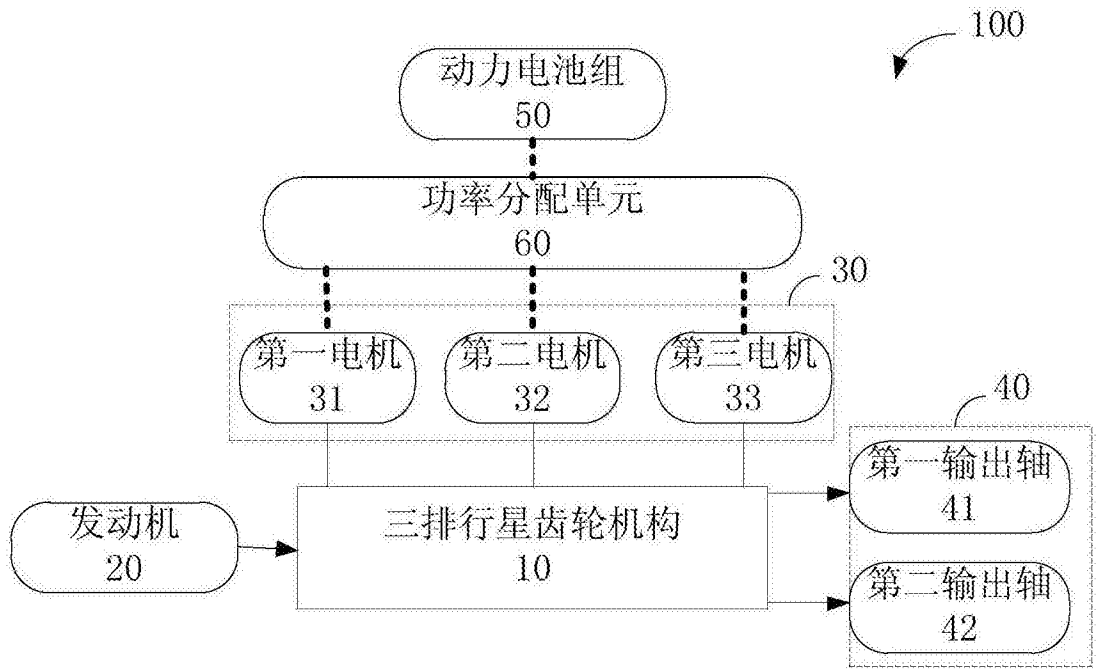 100
动力电池组
50
功率分配单元
60
30
第一电机
31
第二电机
32
第三电机
33
40
第一输出轴
41
发动机
20
三排行星齿轮机构
10
第二输出轴
42